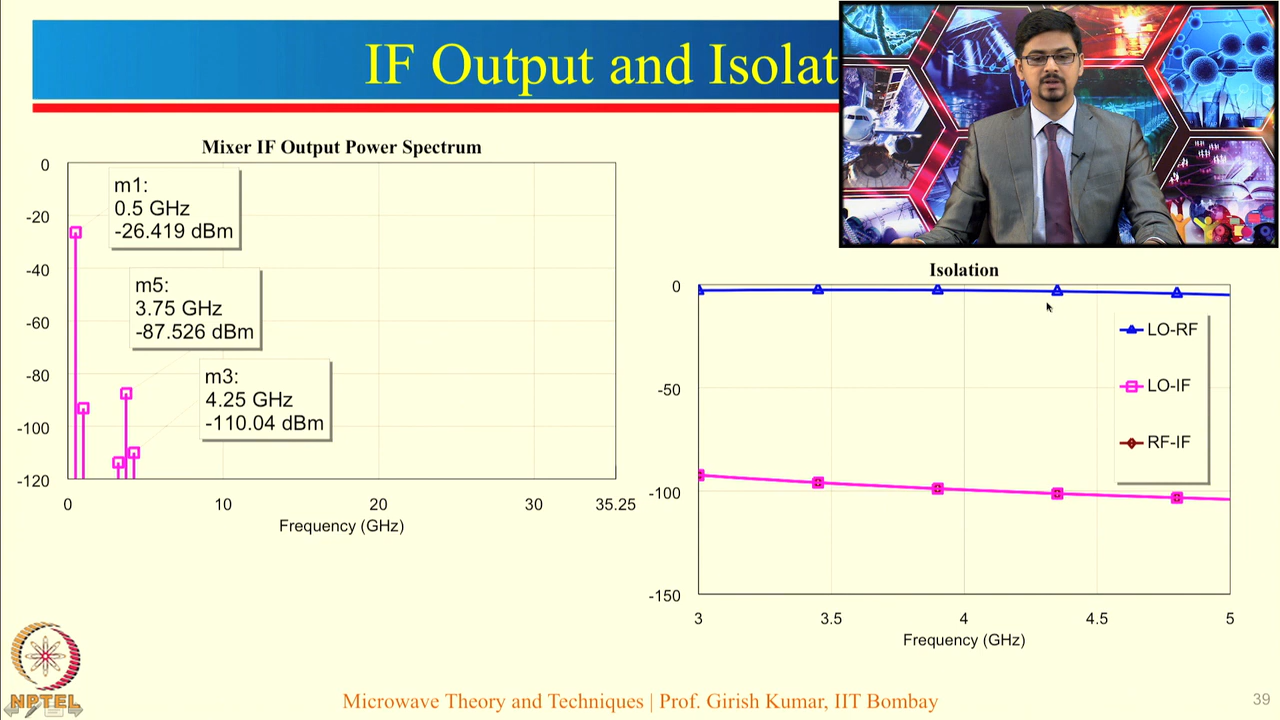 IF Output and Isolat
Mixer IF Output Power Spectrum
0
-20
-40
-60
-80
-100
-120
m1:
0.5 GHz
-26.419 dBm
m5:
3.75 GHz
-87.526 dBm
m3:
4.25 GHz
-110.04 dBm
0 10 20 30 35.25
Frequency (GHz)
Isolation
0
-50
-100
-150
LO-RF
LO-IF
RF-IF
3 3.5 4 4.5 5
Frequency (GHz)
NPTEL
Microwave Theory and Techniques | Prof. Girish Kumar, IIT Bombay
39